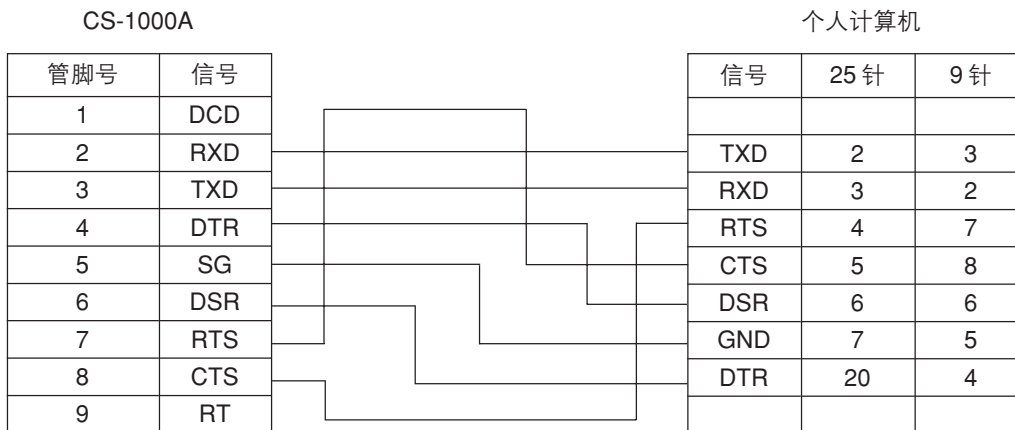 CS-1000A 个人计算机
管脚号 信号 信号 25 针 9 针
1 DCD
2 RXD TXD 2 3
3 TXD RXD 3 2
4 DTR RTS 4 7
5 SG CTS 5 8
6 DSR DSR 6 6
7 RTS GND 7 5
8 CTS DTR 20 4
9 RT